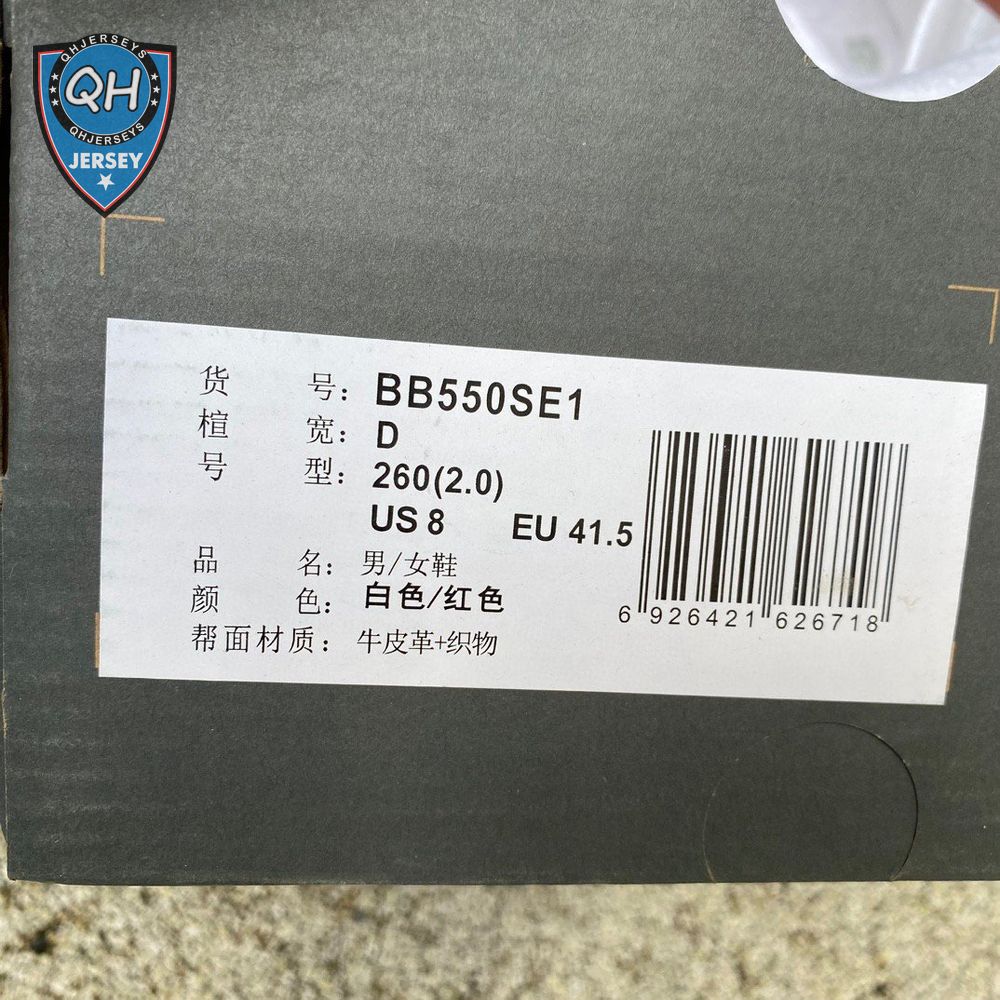 QHJERSEYS
QH
QHJERSEYS
JERSEY
货 号: BB550SE1
楦 宽: D
号 型: 260(2.0)
US 8 EU 41.5
品 名: 男/女鞋
颜 色: 白色/红色
帮面材质: 牛皮革+织物
6 926421 626718